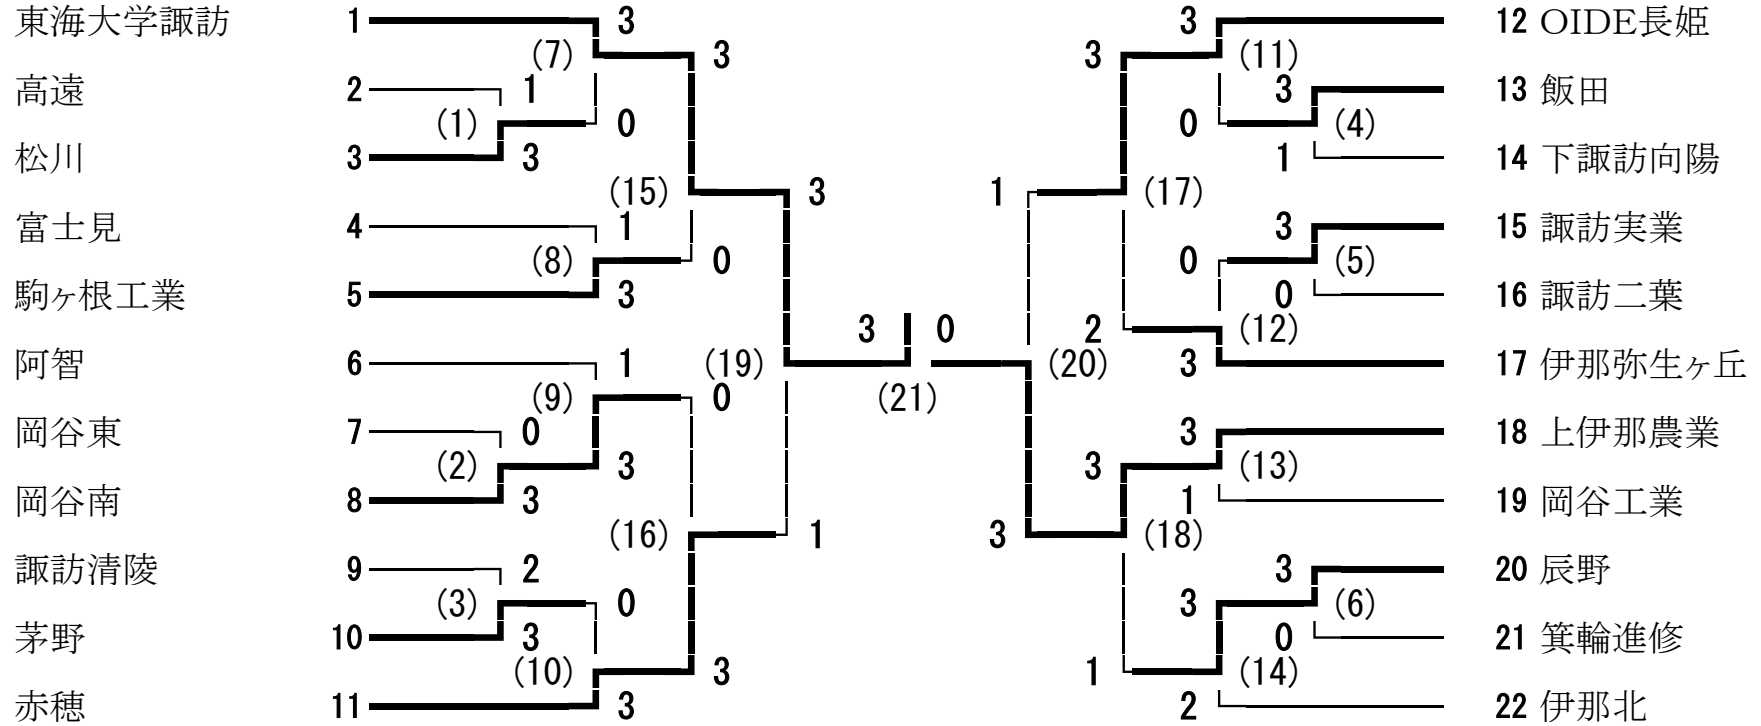 東海大学諏訪 1 3 3 12 OIDE長姫
(7) 3 3 (11)
高遠 2 1 3 13 飯田
(1) 0 0 (4)
松川 3 3 1 14 下諏訪向陽
(15) 3 1 (17)
富士見 4 1 3 15 諏訪実業
(8) 0 0 (5)
駒ヶ根工業 5 3 0 16 諏訪二葉
3 0 2 (12)
阿智 6 1 (19) (20) 3 17 伊那弥生ヶ丘
(9) 0 (21)
岡谷東 7 0 3 18 上伊那農業
(2) 3 3 (13)
岡谷南 8 3 1 19 岡谷工業
(16) 1 3 (18)
諏訪清陵 9 2 3 20 辰野
(3) 0 3 (6)
茅野 10 3 0 21 箕輪進修
(10) 3 1 (14)
赤穂 11 3 2 22 伊那北